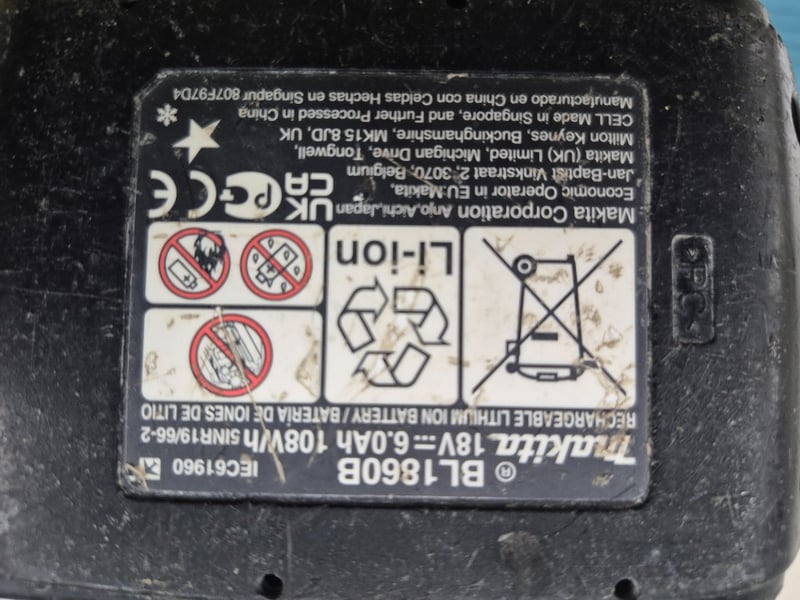 BL1860B IEC61960
makita® 18V⎓6.0Ah 108Wh 5INR19/66-2
RECHARGEABLE LITHIUM ION BATTERY / BATERÍA DE IONES DE LITIO
Li-ion
Makita Corporation Anjo,Aichi,Japan
Economic Operator in EU:Makita,
Jan-Baptist Vinkstraat 2, 3070, Belgium
Makita (UK) Limited, Michigan Drive, Tongwell,
Milton Keynes, Buckinghamshire, MK15 8JD, UK
CELL Made in Singapore, and Further Processed in China
Manufacturado en China con Celdas Hechas en Singapur 807F97D4
UK
CA
CE
>PC<